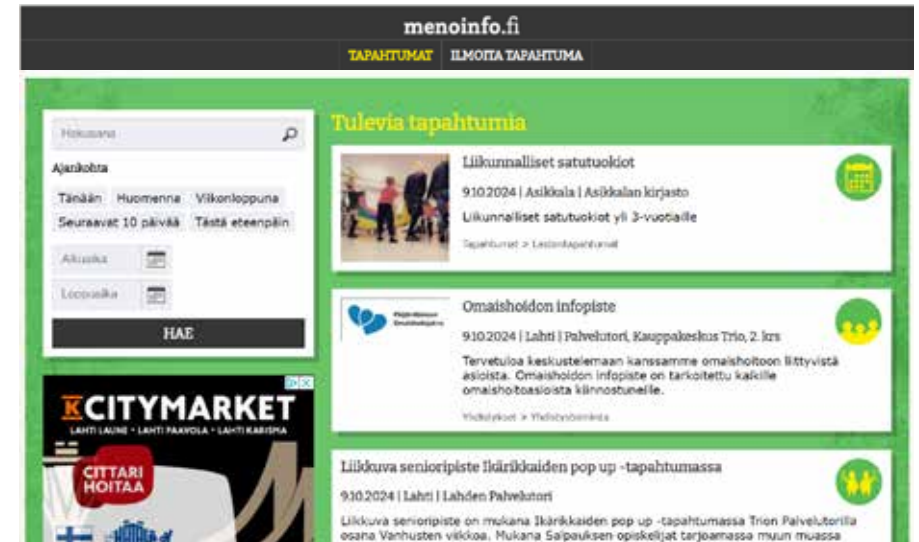 menoinfo.fi
TAPAHTUMAT ILMOITA TAPAHTUMA
Hakusana
Ajankohta
Tänään Huomenna Viikonloppuna
Seuraavat 10 päivää Tästä eteenpäin
Alkuaika
Loppuaika
HAE
KCITYMARKET
LAHTI LAUNE • LAHTI PAAVOLA • LAHTI KARISMA
CITTARI
HOITAA
Tulevia tapahtumia
Liikunnalliset satutuokiot
9.10.2024 | Asikkala | Asikkalan kirjasto
Liikunnalliset satutuokiot yli 3-vuotiaille
Tapahtumat > Lastentapahtumat
Omaishoidon infopiste
9.10.2024 | Lahti | Palvelutori, Kauppakeskus Trio, 2. krs
Tervetuloa keskustelemaan kanssamme omaishoitoon liittyvistä
asioista. Omaishoidon infopiste on tarkoitettu kaikille
omaishoitoasioista kiinnostuneille.
Yhdistykset > Yhdistystoiminta
Liikkuva senioripiste Ikärikkaiden pop up -tapahtumassa
9.10.2024 | Lahti | Lahden Palvelutori
Liikkuva senioripiste on mukana Ikärikkaiden pop up -tapahtumassa Trion Palvelutorilla
osana Vanhusten viikkoa. Mukana Salpauksen opiskelijat tarjoamassa muun muassa